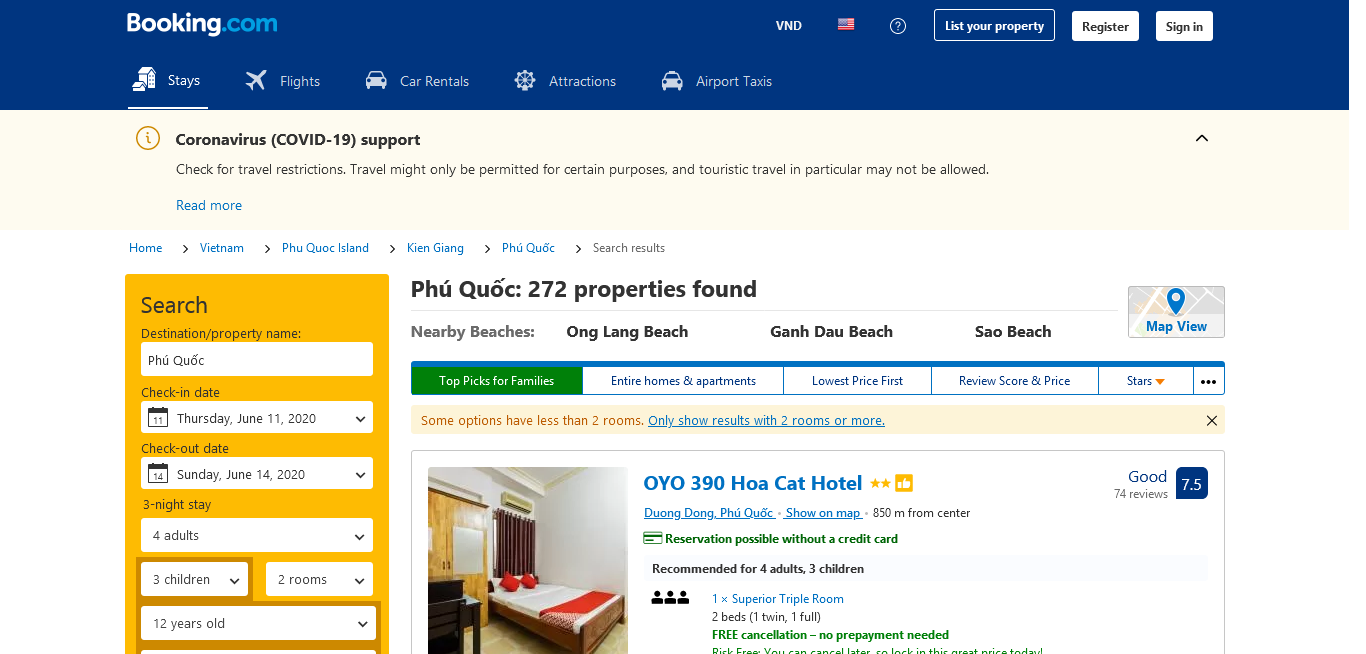 Booking.com
VND
List your property
Register
Sign in
Stays
Flights
Car Rentals
Attractions
Airport Taxis
Coronavirus (COVID-19) support
Check for travel restrictions. Travel might only be permitted for certain purposes, and touristic travel in particular may not be allowed.
Read more
Home > Vietnam > Phu Quoc Island > Kien Giang > Phú Quốc > Search results
Search
Destination/property name:
Phú Quốc
Check-in date
11 Thursday, June 11, 2020
Check-out date
14 Sunday, June 14, 2020
3-night stay
4 adults
3 children
2 rooms
12 years old
Phú Quốc: 272 properties found
Nearby Beaches: Ong Lang Beach Ganh Dau Beach Sao Beach
Map View
Top Picks for Families
Entire homes & apartments
Lowest Price First
Review Score & Price
Stars
•••
Some options have less than 2 rooms. Only show results with 2 rooms or more.
OYO 390 Hoa Cat Hotel
Good
74 reviews
7.5
Duong Dong, Phú Quốc • Show on map • 850 m from center
Reservation possible without a credit card
Recommended for 4 adults, 3 children
1 × Superior Triple Room
2 beds (1 twin, 1 full)
FREE cancellation – no prepayment needed
Risk Free: You can cancel later, so lock in this great price today!